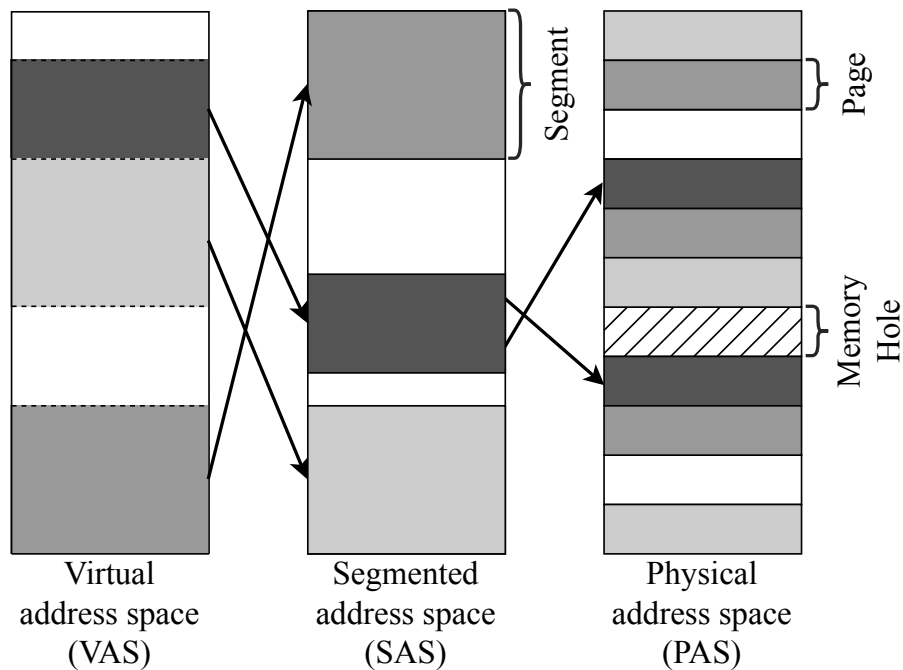 Segment
Page
Memory
Hole
Virtual
address space
(VAS)
Segmented
address space
(SAS)
Physical
address space
(PAS)